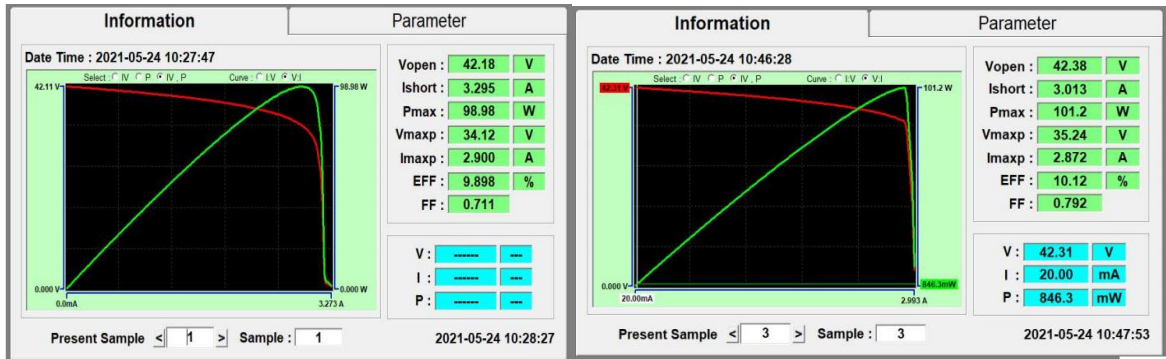 Information Parameter
Date Time : 2021-05-24 10:27:47
Select : IV P IV , P Curve : I:V V:I
42.11 V
98.98 W
0.000 V
0.000 W
0.0mA
3.273 A
Vopen : 42.18 V
Ishort : 3.295 A
Pmax : 98.98 W
Vmaxp : 34.12 V
Imaxp : 2.900 A
EFF : 9.898 %
FF : 0.711
V : ------ ---
I : ------ ---
P : ------ ---
Present Sample < 1 > Sample : 1
2021-05-24 10:28:27
Information Parameter
Date Time : 2021-05-24 10:46:28
Select : IV P IV , P Curve : I:V V:I
42.31 V
101.2 W
0.000 V
846.3mW
20.00mA
2.993 A
Vopen : 42.38 V
Ishort : 3.013 A
Pmax : 101.2 W
Vmaxp : 35.24 V
Imaxp : 2.872 A
EFF : 10.12 %
FF : 0.792
V : 42.31 V
I : 20.00 mA
P : 846.3 mW
Present Sample < 3 > Sample : 3
2021-05-24 10:47:53